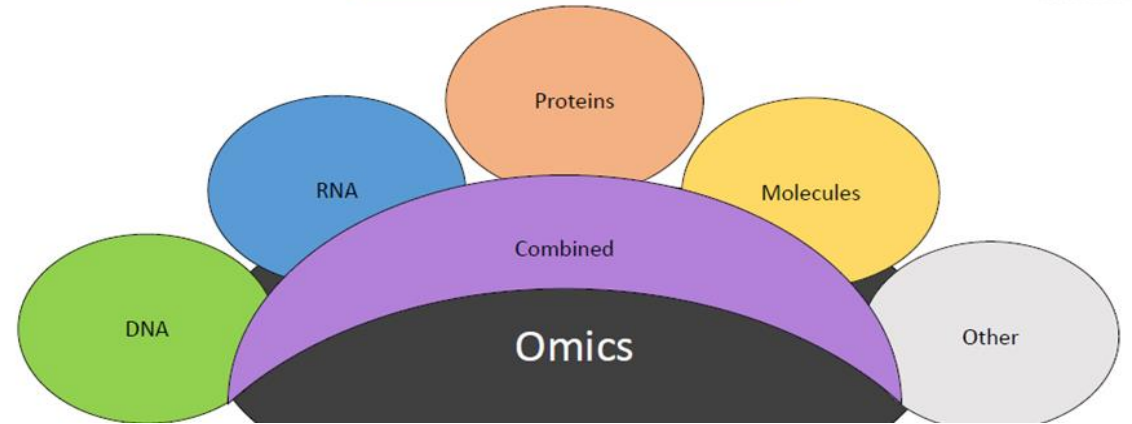 Proteins
RNA
Molecules
Combined
DNA
Other
Omics